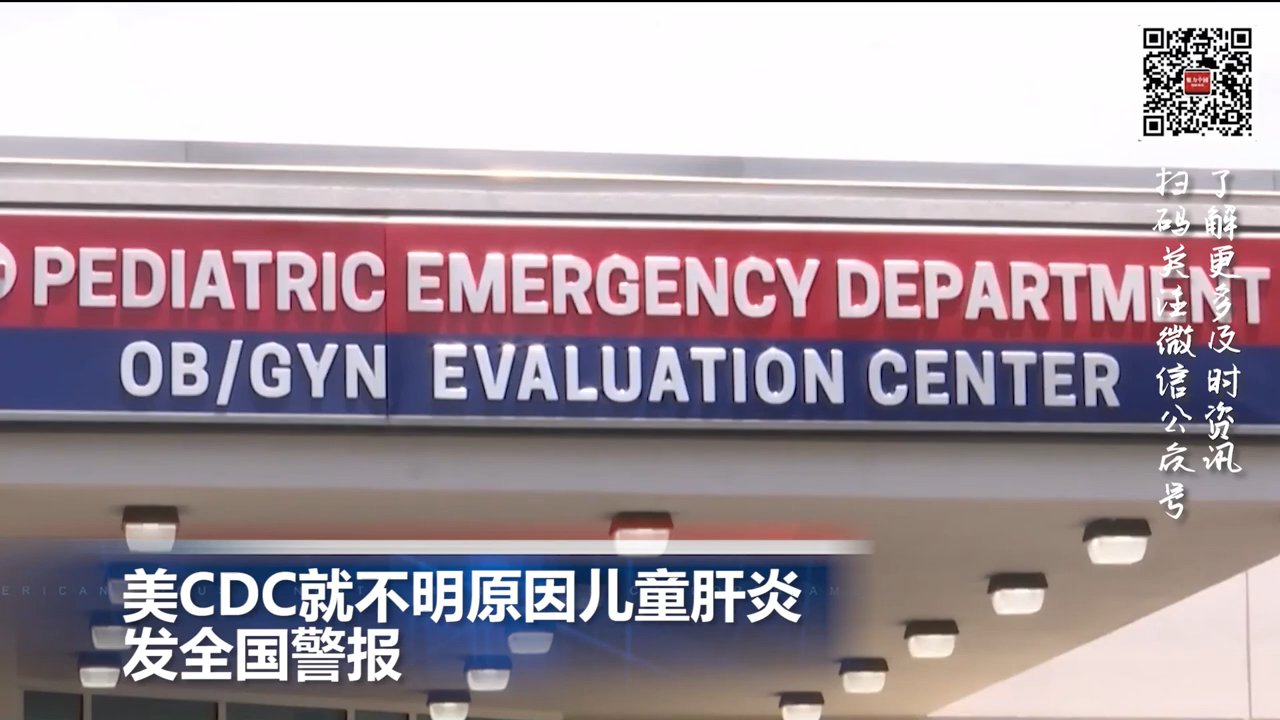 PEDIATRIC EMERGENCY DEPARTMENT
OB/GYN EVALUATION CENTER
了解更多及时资讯
扫码关注微信公众号
美CDC就不明原因儿童肝炎
发全国警报